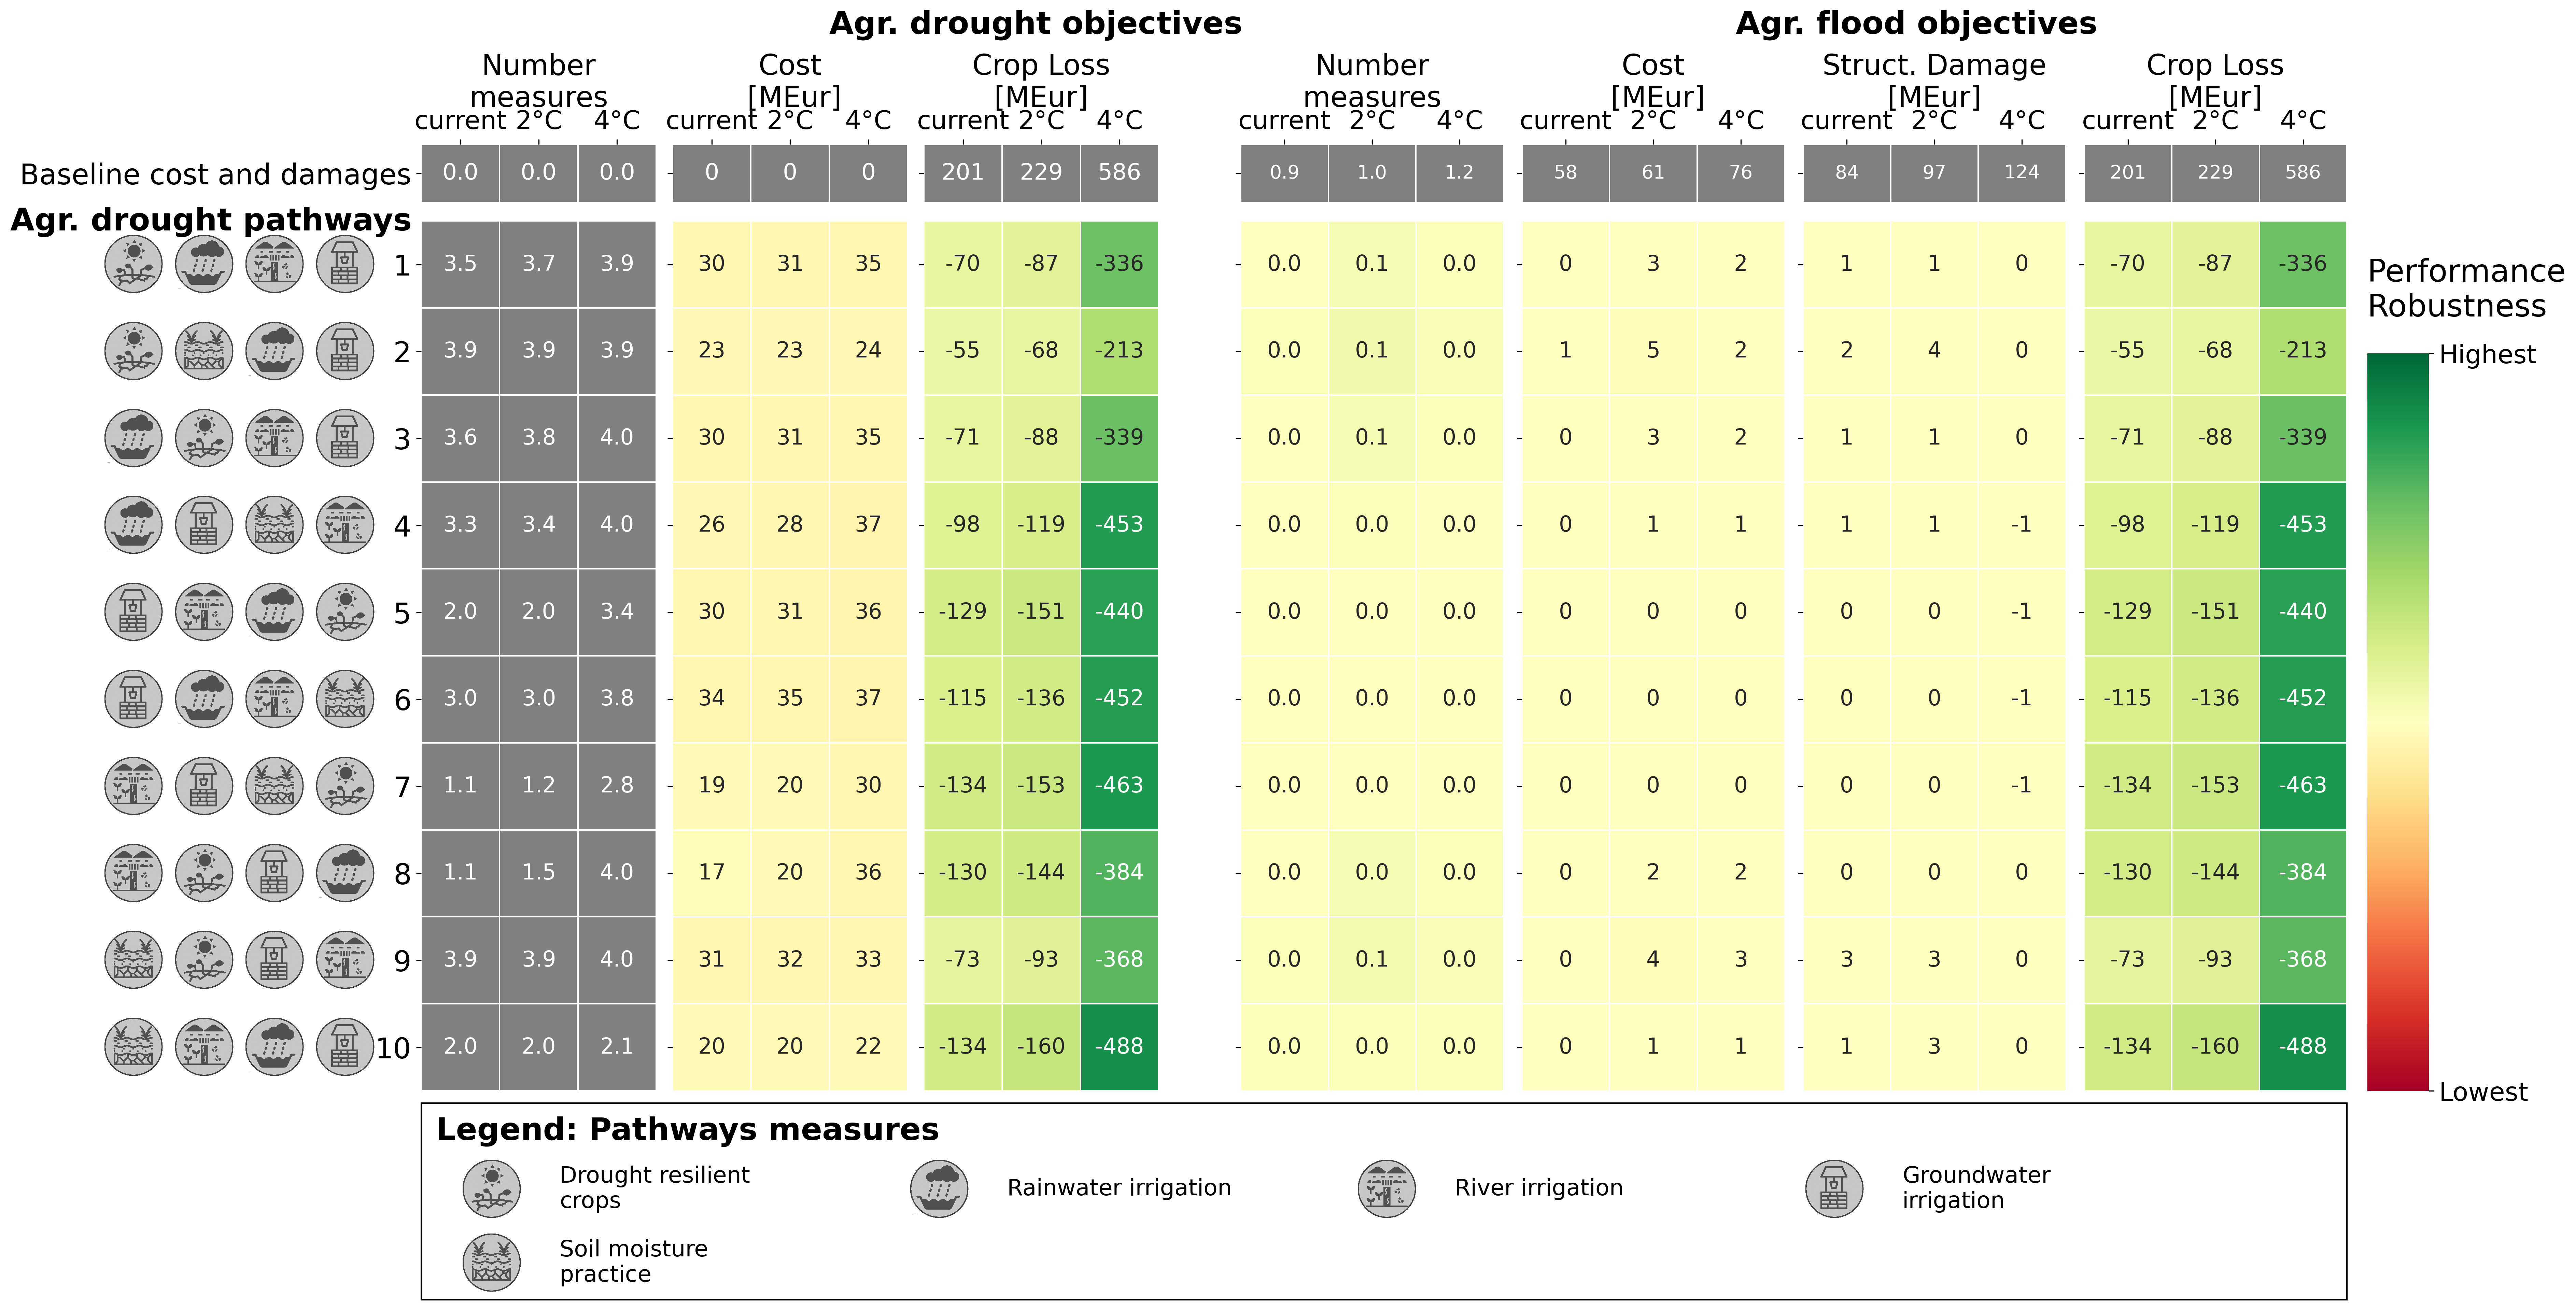 Agr. drought objectives Agr. flood objectives
Number Cost Crop Loss Number Cost Struct. Damage Crop Loss
measures [MEur] [MEur] measures [MEur] [MEur] [MEur]
current 2°C 4°C current 2°C 4°C current 2°C 4°C current 2°C 4°C current 2°C 4°C current 2°C 4°C current 2°C 4°C
Baseline cost and damages 0.0 0.0 0.0 0 0 0 201 229 586 0.9 1.0 1.2 58 61 76 84 97 124 201 229 586
Agr. drought pathways
1 3.5 3.7 3.9 30 31 35 -70 -87 -336 0.0 0.1 0.0 0 3 2 1 1 0 -70 -87 -336
2 3.9 3.9 3.9 23 23 24 -55 -68 -213 0.0 0.1 0.0 1 5 2 2 4 0 -55 -68 -213
3 3.6 3.8 4.0 30 31 35 -71 -88 -339 0.0 0.1 0.0 0 3 2 1 1 0 -71 -88 -339
4 3.3 3.4 4.0 26 28 37 -98 -119 -453 0.0 0.0 0.0 0 1 1 1 1 -1 -98 -119 -453
5 2.0 2.0 3.4 30 31 36 -129 -151 -440 0.0 0.0 0.0 0 0 0 0 0 -1 -129 -151 -440
6 3.0 3.0 3.8 34 35 37 -115 -136 -452 0.0 0.0 0.0 0 0 0 0 0 -1 -115 -136 -452
7 1.1 1.2 2.8 19 20 30 -134 -153 -463 0.0 0.0 0.0 0 0 0 0 0 -1 -134 -153 -463
8 1.1 1.5 4.0 17 20 36 -130 -144 -384 0.0 0.0 0.0 0 2 2 0 0 0 -130 -144 -384
9 3.9 3.9 4.0 31 32 33 -73 -93 -368 0.0 0.1 0.0 0 4 3 3 3 0 -73 -93 -368
10 2.0 2.0 2.1 20 20 22 -134 -160 -488 0.0 0.0 0.0 0 1 1 1 3 0 -134 -160 -488
Performance
Robustness
Highest
Lowest
Legend: Pathways measures
Drought resilient
crops
Rainwater irrigation
River irrigation
Groundwater
irrigation
Soil moisture
practice